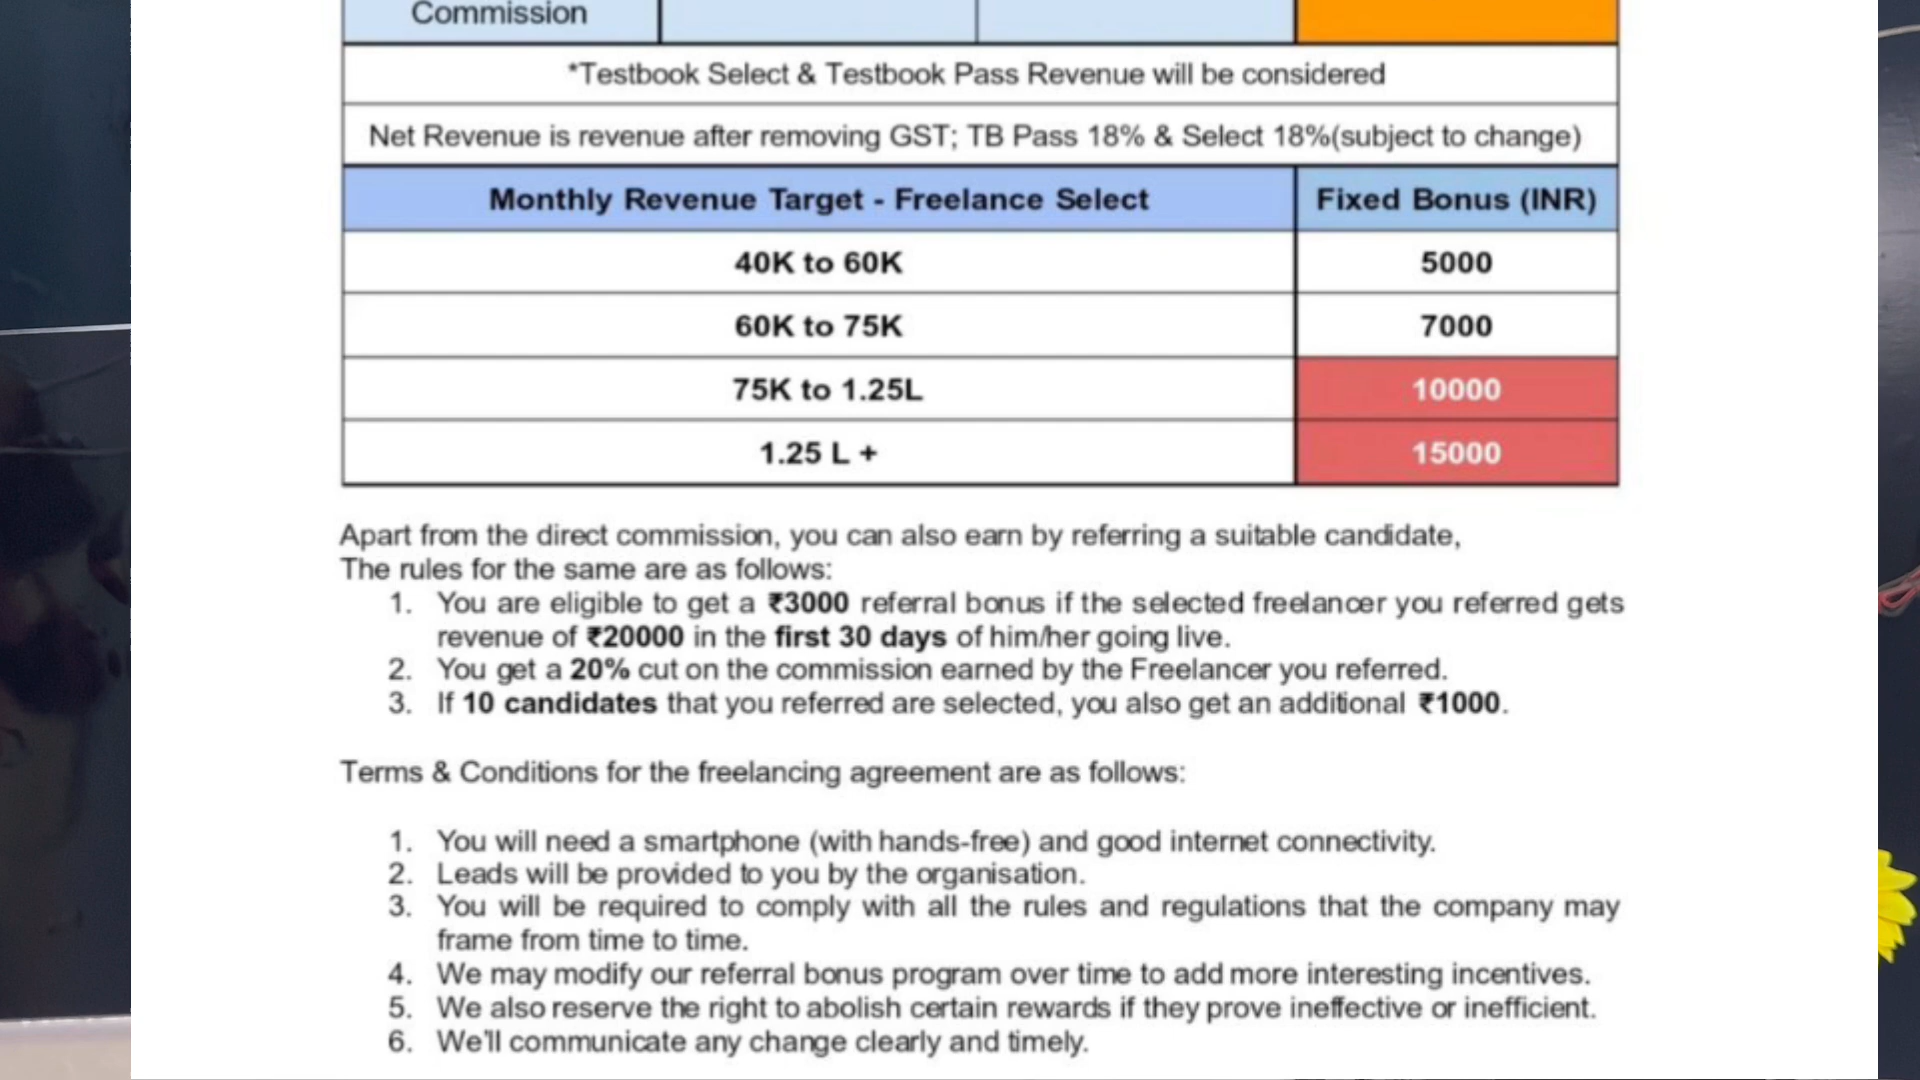 Commission
*Testbook Select & Testbook Pass Revenue will be considered
Net Revenue is revenue after removing GST; TB Pass 18% & Select 18%(subject to change)
Monthly Revenue Target - Freelance Select Fixed Bonus (INR)
40K to 60K 5000
60K to 75K 7000
75K to 1.25L 10000
1.25 L + 15000
Apart from the direct commission, you can also earn by referring a suitable candidate,
The rules for the same are as follows:
1. You are eligible to get a ₹3000 referral bonus if the selected freelancer you referred gets
revenue of ₹20000 in the first 30 days of him/her going live.
2. You get a 20% cut on the commission earned by the Freelancer you referred.
3. If 10 candidates that you referred are selected, you also get an additional ₹1000.
Terms & Conditions for the freelancing agreement are as follows:
1. You will need a smartphone (with hands-free) and good internet connectivity.
2. Leads will be provided to you by the organisation.
3. You will be required to comply with all the rules and regulations that the company may
frame from time to time.
4. We may modify our referral bonus program over time to add more interesting incentives.
5. We also reserve the right to abolish certain rewards if they prove ineffective or inefficient.
6. We'll communicate any change clearly and timely.